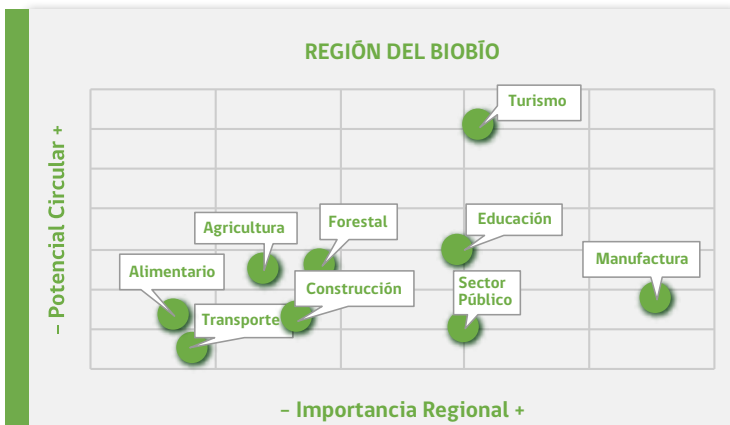 REGIÓN DEL BIOBÍO
Turismo
Agricultura
Forestal
Educación
Alimentario
Manufactura
Construcción
Sector
Público
Transporte
– Potencial Circular +
– Importancia Regional +